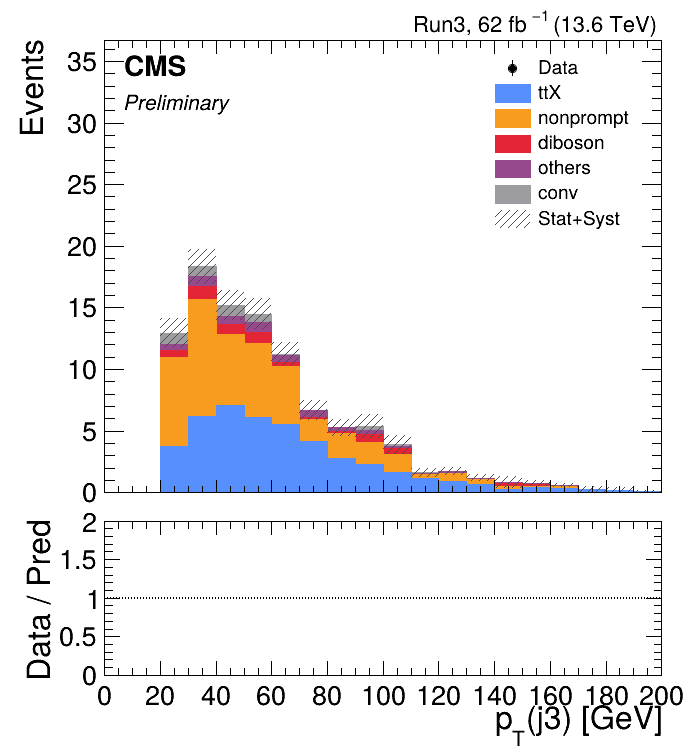 Run3, 62 fb⁻¹ (13.6 TeV)
CMS
Preliminary
Data
ttX
nonprompt
diboson
others
conv
Stat+Syst
Events
35
30
25
20
15
10
5
0
Data / Pred
2
1.5
1
0.5
0
0 20 40 60 80 100 120 140 160 180 200
p_T(j3) [GeV]